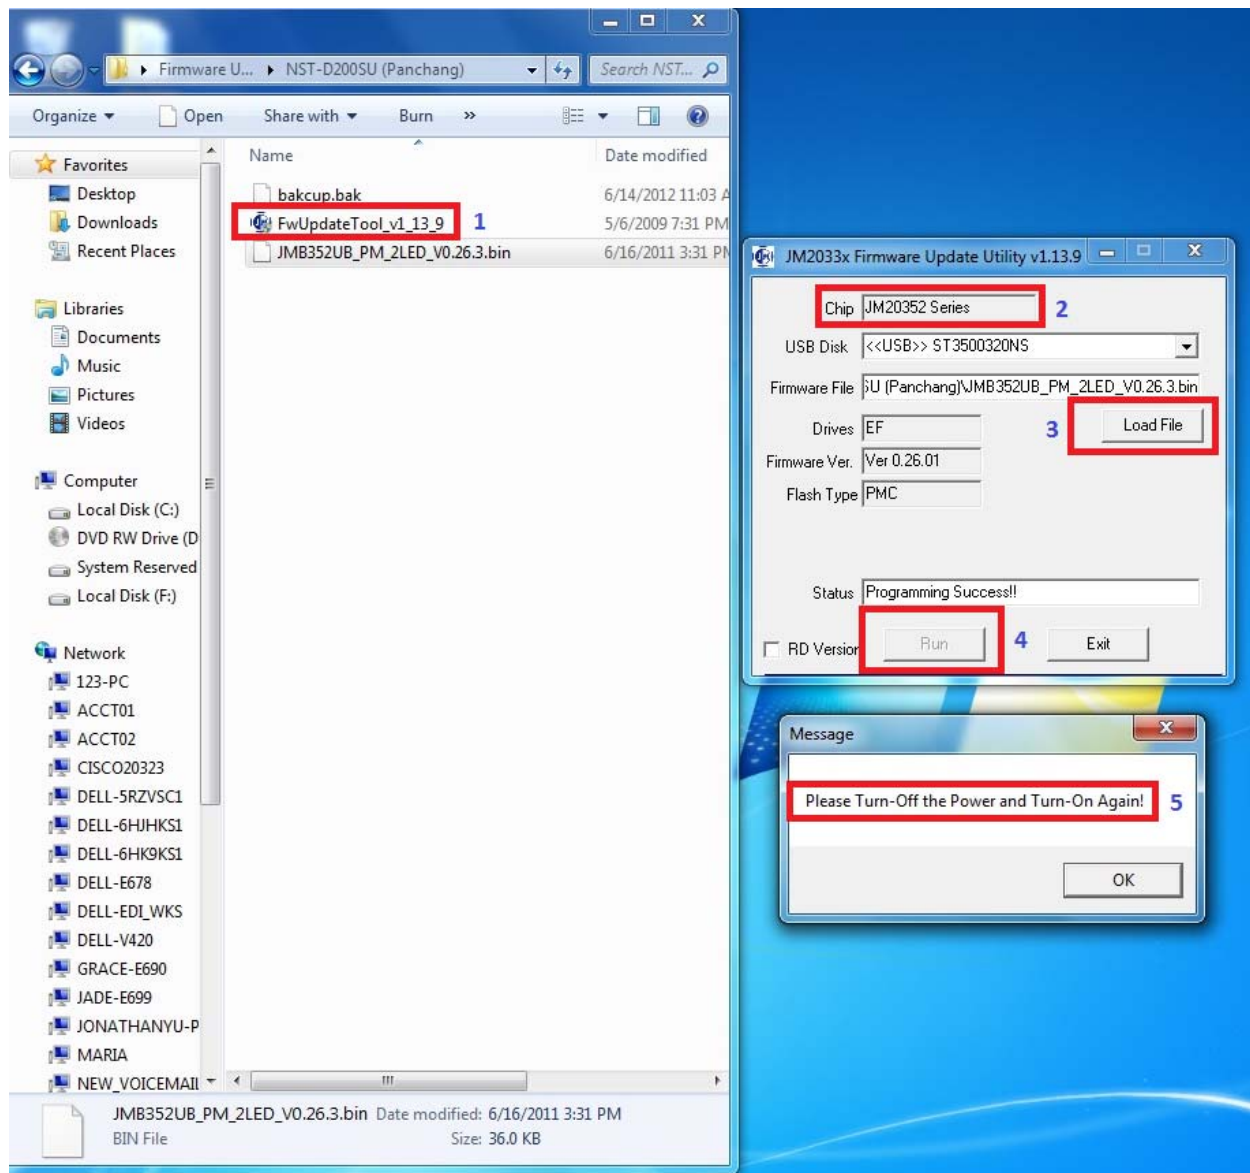 Firmware U... NST-D200SU (Panchang)
Search NST...
Organize Open Share with Burn »
Favorites
Desktop
Downloads
Recent Places
Libraries
Documents
Music
Pictures
Videos
Computer
Local Disk (C:)
DVD RW Drive (D
System Reserved
Local Disk (F:)
Network
123-PC
ACCT01
ACCT02
CISCO20323
DELL-5RZVSC1
DELL-6HJHKS1
DELL-6HK9KS1
DELL-E678
DELL-EDI_WKS
DELL-V420
GRACE-E690
JADE-E699
JONATHANYU-P
MARIA
NEW_VOICEMAIL
Name Date modified
bakcup.bak 6/14/2012 11:03 A
FwUpdateTool_v1_13_9 1 5/6/2009 7:31 PM
JMB352UB_PM_2LED_V0.26.3.bin 6/16/2011 3:31 PM
JMB352UB_PM_2LED_V0.26.3.bin Date modified: 6/16/2011 3:31 PM
BIN File Size: 36.0 KB
JM2033x Firmware Update Utility v1.13.9
Chip JM20352 Series 2
USB Disk <<USB>> ST3500320NS
Firmware File SU (Panchang)\JMB352UB_PM_2LED_V0.26.3.bin
3 Load File
Drives EF
Firmware Ver. Ver 0.26.01
Flash Type PMC
Status Programming Success!!
RD Version Run 4 Exit
Message
Please Turn-Off the Power and Turn-On Again! 5
OK